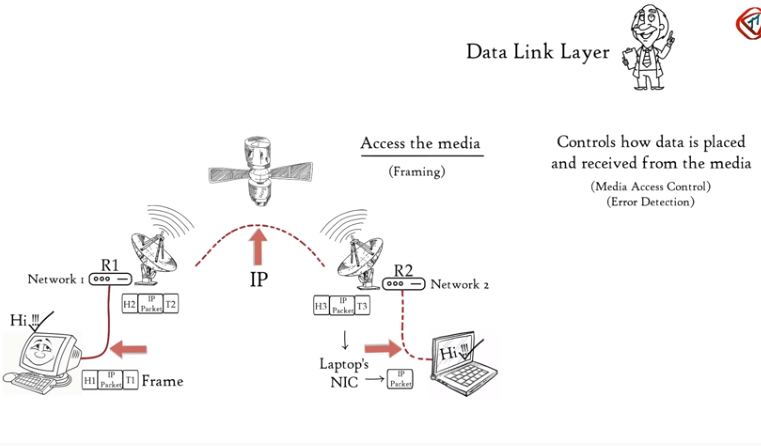 Data Link Layer
Access the media
(Framing)
Controls how data is placed
and received from the media
(Media Access Control)
(Error Detection)
R1
Network 1
IP
R2
Network 2
H2 IP Packet T2
H3 IP Packet T3
Hi !!!
Hi !!!
H1 IP Packet T1 Frame
Laptop's
NIC
IP
Packet